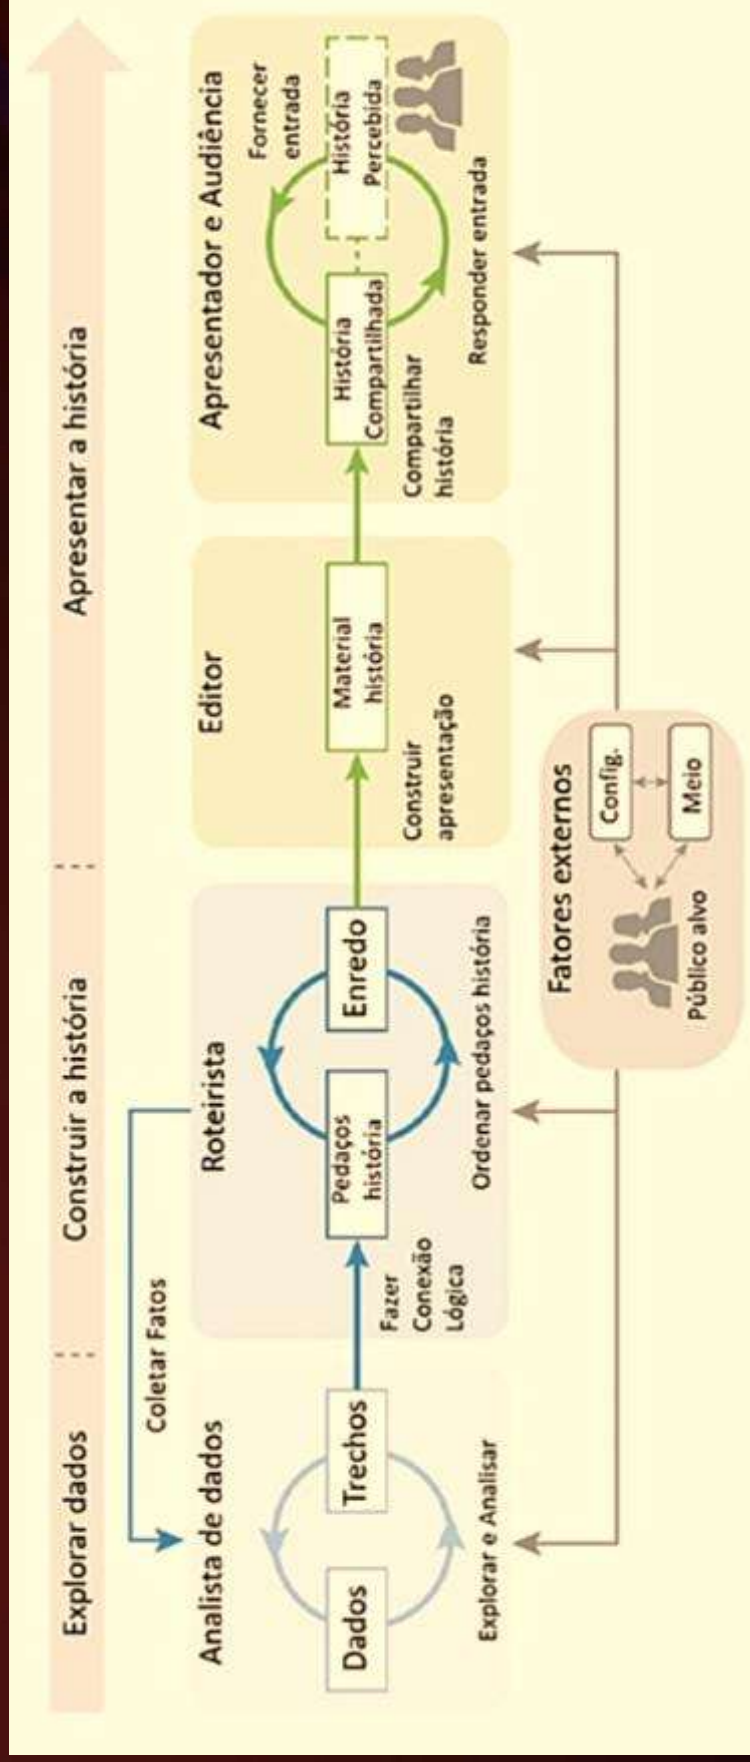 Explorar dados
Construir a história
Apresentar a história
Coletar Fatos
Analista de dados
Dados
Trechos
Explorar e Analisar
Roteirista
Fazer
Conexão
Lógica
Pedaços
história
Enredo
Ordenar pedaços história
Editor
Construir
apresentação
Material
história
Apresentador e Audiência
Fornecer
entrada
História
Compartilhada
História
Percebida
Compartilhar
história
Responder entrada
Fatores externos
Público alvo
Config.
Meio